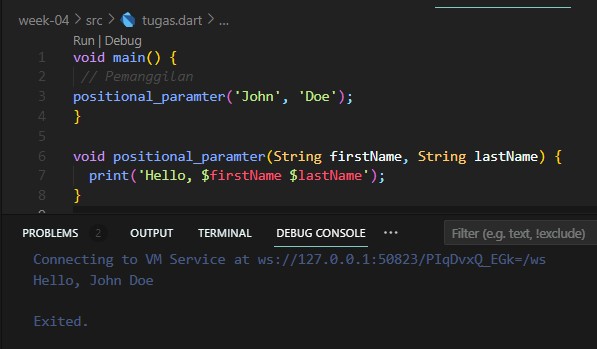 week-04 > src > tugas.dart > ...
Run | Debug
1 void main() {
2 // Pemanggilan
3 positional_paramter('John', 'Doe');
4 }
5
6 void positional_paramter(String firstName, String lastName) {
7 print('Hello, $firstName $lastName');
8 }
9
PROBLEMS 2 OUTPUT TERMINAL DEBUG CONSOLE ... Filter (e.g. text, !exclude)
Connecting to VM Service at ws://127.0.0.1:50823/PIqDvxQ_EGk=/ws
Hello, John Doe
Exited.